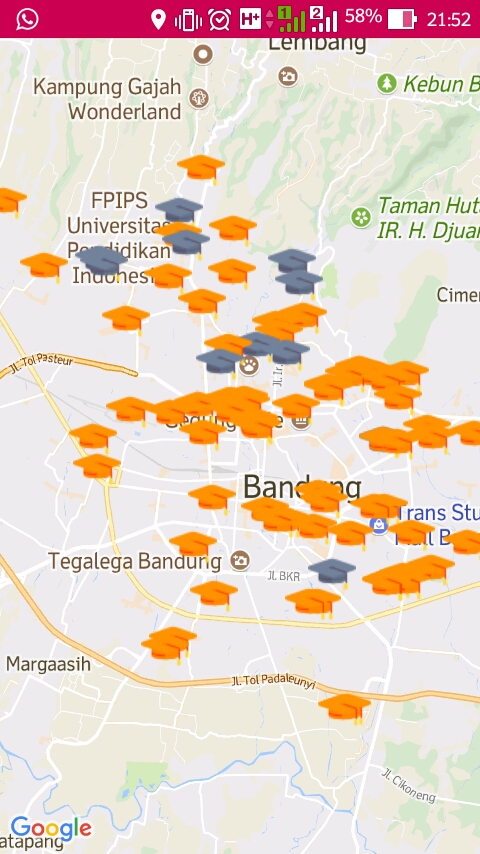 H+ 1 2 58% 21:52
Lembang
Kampung Gajah
Wonderland
Kebun B
FPIPS
Universitas
Pendidikan
Indonesi
Taman Hut
IR. H. Djuan
Cimen
Jl. Tol Pasteur
Jl. Ir.
Bandung
Trans Stu
Mall B
Tegalega Bandung
Jl. BKR
Margaasih
Jl. Tol Padaleunyi
Jl. Cikoneng
Google
atapang